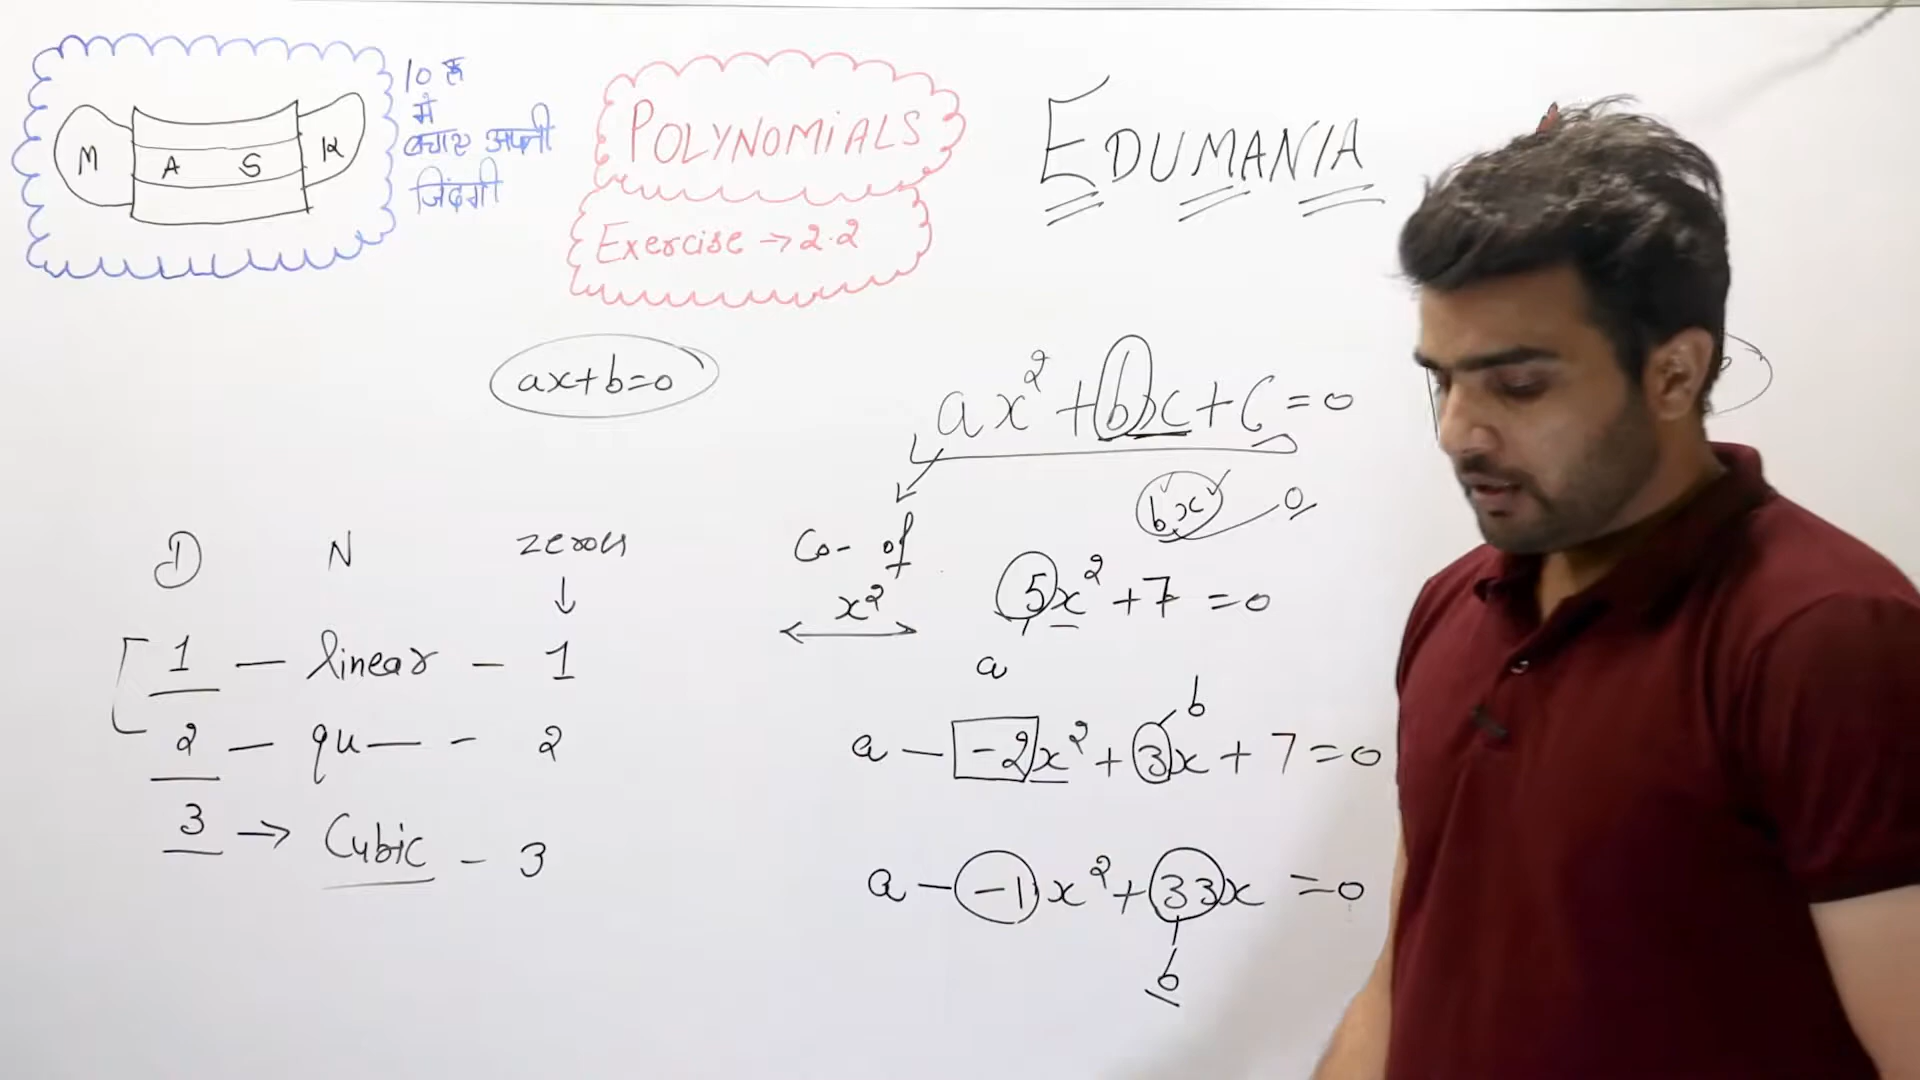 M A S K
10 रु
में
बचाए अपनी
जिंदगी
POLYNOMiALS
Exercise → 2.2
EDUMANIA
ax+b=0
ax²+bx+c=0
bx 0
Co- of
x²
5x²+7=0
a
D N zeroes
1 — linear - 1
2 — qu— - 2
3 → Cubic - 3
b
a — -2x²+3x+7=0
a — -1x²+33x =0
b